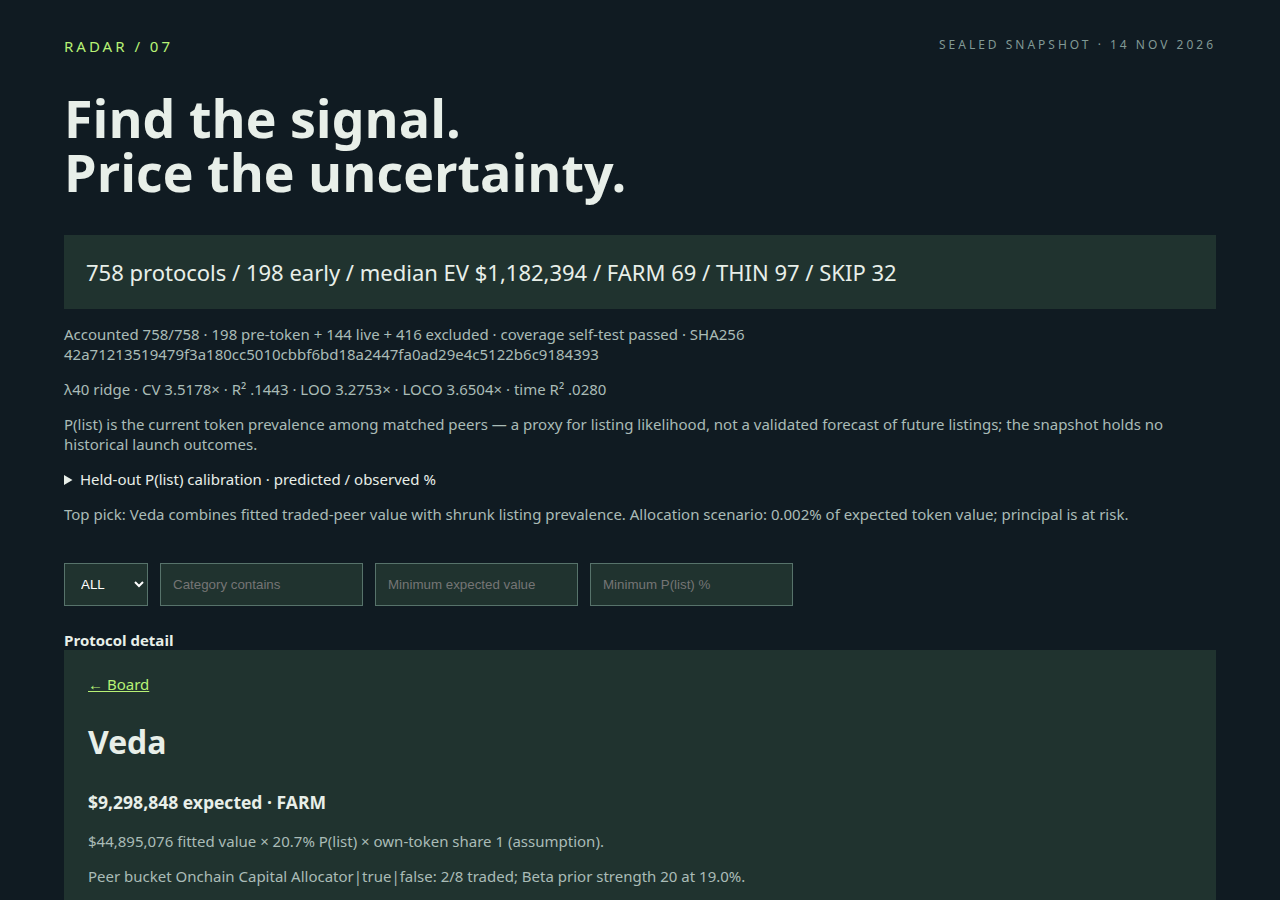 RADAR / 07
SEALED SNAPSHOT · 14 NOV 2026
Find the signal.
Price the uncertainty.
758 protocols / 198 early / median EV $1,182,394 / FARM 69 / THIN 97 / SKIP 32
Accounted 758/758 · 198 pre-token + 144 live + 416 excluded · coverage self-test passed · SHA256
42a71213519479f3a180cc5010cbbf6bd18a2447fa0ad29e4c5122b6c9184393
λ40 ridge · CV 3.5178× · R² .1443 · LOO 3.2753× · LOCO 3.6504× · time R² .0280
P(list) is the current token prevalence among matched peers — a proxy for listing likelihood, not a validated forecast of future listings; the snapshot holds no
historical launch outcomes.
Held-out P(list) calibration · predicted / observed %
Top pick: Veda combines fitted traded-peer value with shrunk listing prevalence. Allocation scenario: 0.002% of expected token value; principal is at risk.
ALL
Category contains
Minimum expected value
Minimum P(list) %
Protocol detail
← Board
Veda
$9,298,848 expected · FARM
$44,895,076 fitted value × 20.7% P(list) × own-token share 1 (assumption).
Peer bucket Onchain Capital Allocator|true|false: 2/8 traded; Beta prior strength 20 at 19.0%.